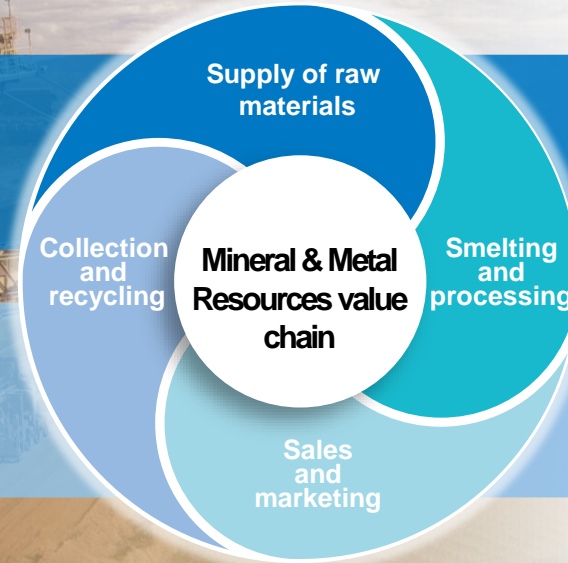 Supply of raw
materials
Collection
and
recycling
Mineral & Metal
Resources value
chain
Smelting
and
processing
Sales
and
marketing